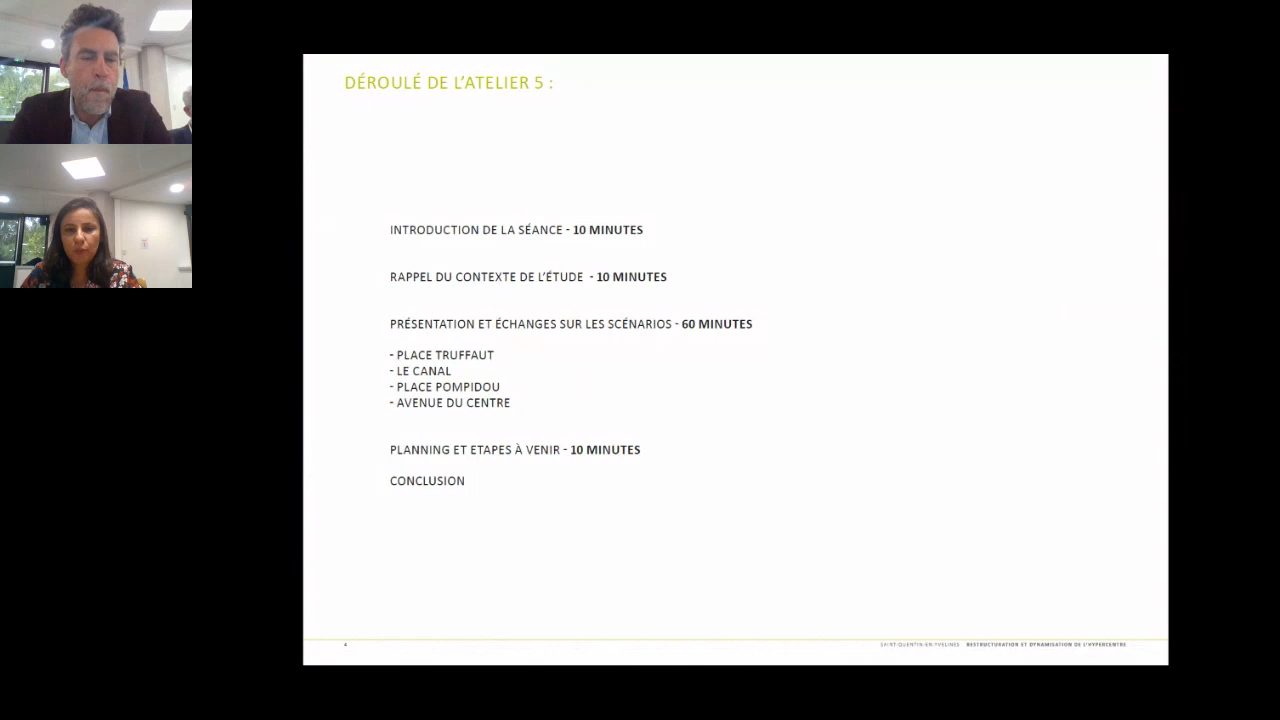 DÉROULÉ DE L'ATELIER 5 :
INTRODUCTION DE LA SÉANCE - 10 MINUTES
RAPPEL DU CONTEXTE DE L'ÉTUDE - 10 MINUTES
PRÉSENTATION ET ÉCHANGES SUR LES SCÉNARIOS - 60 MINUTES
- PLACE TRUFFAUT
- LE CANAL
- PLACE POMPIDOU
- AVENUE DU CENTRE
PLANNING ET ETAPES À VENIR - 10 MINUTES
CONCLUSION
4
SAINT-QUENTIN-EN-YVELINES RESTRUCTURATION ET DYNAMISATION DE L'HYPERCENTRE